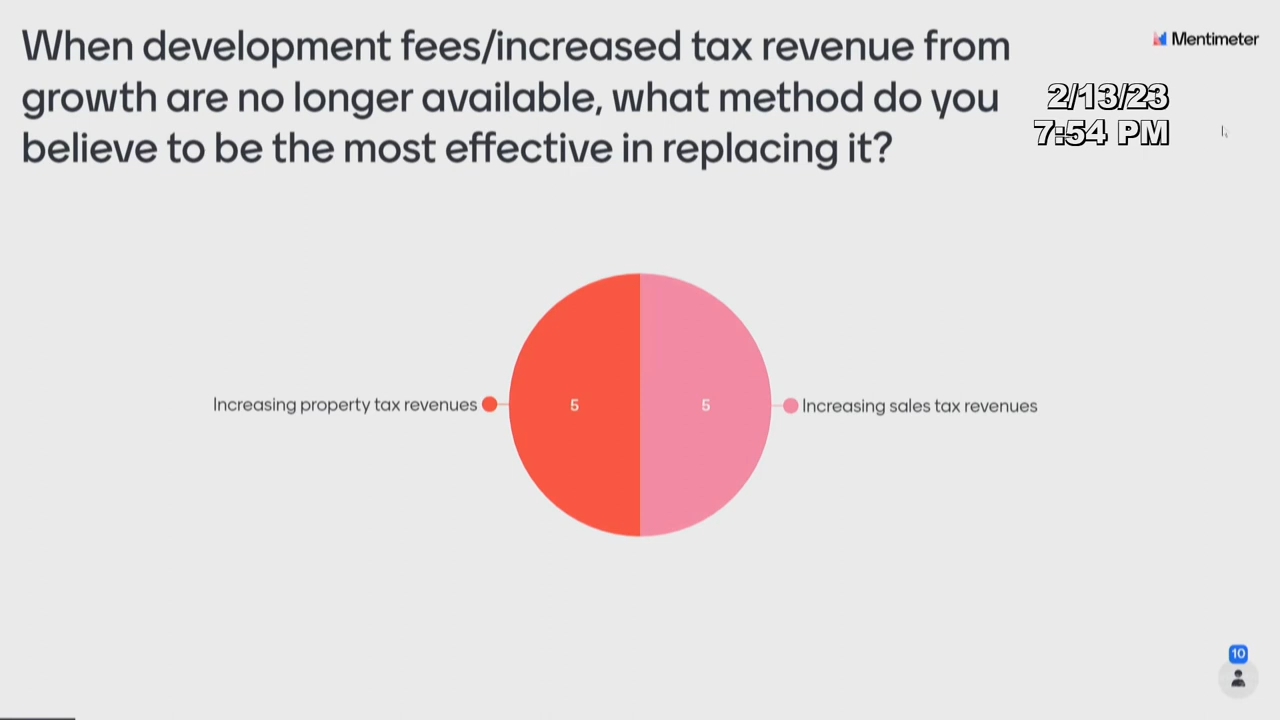 When development fees/increased tax revenue from
growth are no longer available, what method do you
believe to be the most effective in replacing it?
Mentimeter
2/13/23
7:54 PM
Increasing property tax revenues
5
5
Increasing sales tax revenues
10